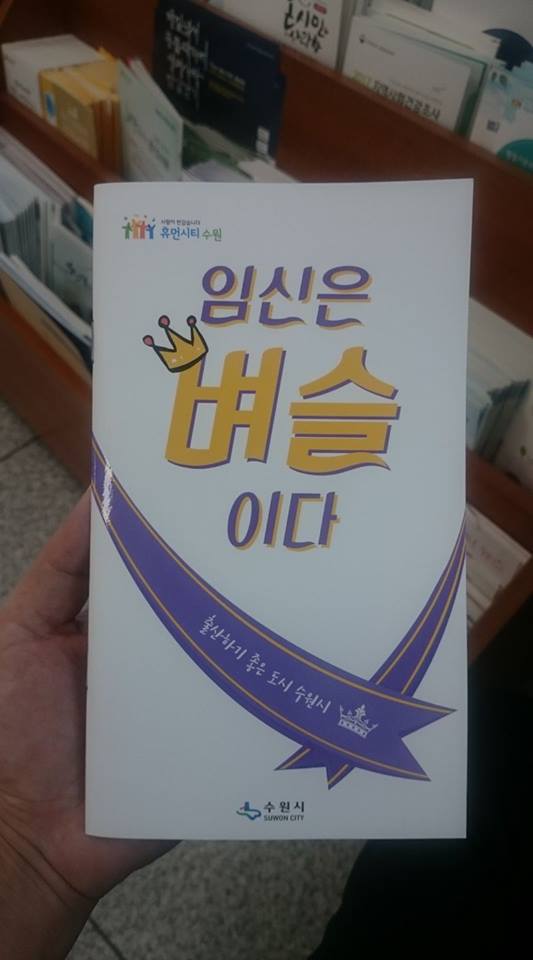 사람이 반갑습니다
휴먼시티 수원
임신은
벼슬
이다
출산하기 좋은 도시 수원시
수원시
SUWON CITY